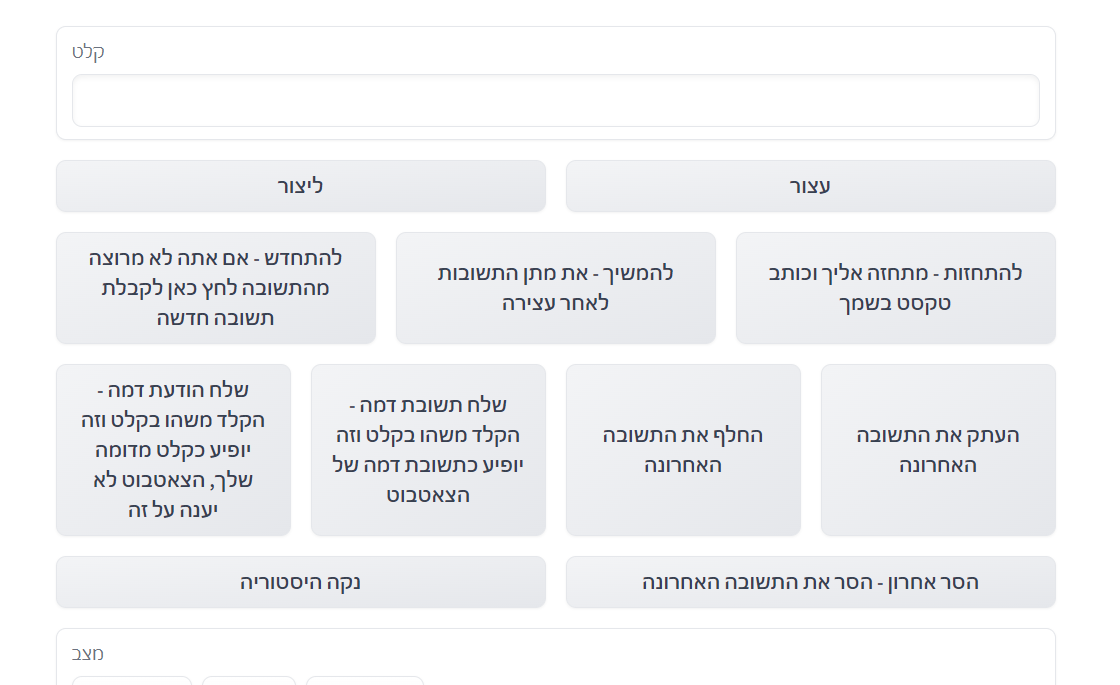 קלט
ליצור
עצור
להתחדש - אם אתה לא מרוצה
מהתשובה לחץ כאן לקבלת
תשובה חדשה
להמשיך - את מתן התשובות
לאחר עצירה
להתחזות - מתחזה אליך וכותב
טקסט בשמך
שלח הודעת דמה -
הקלד משהו בקלט וזה
יופיע כקלט מדומה
שלך, הצאטבוט לא
יענה על זה
שלח תשובת דמה -
הקלד משהו בקלט וזה
יופיע כתשובת דמה של
הצאטבוט
החלף את התשובה
האחרונה
העתק את התשובה
האחרונה
נקה היסטוריה
הסר אחרון - הסר את התשובה האחרונה
מצב